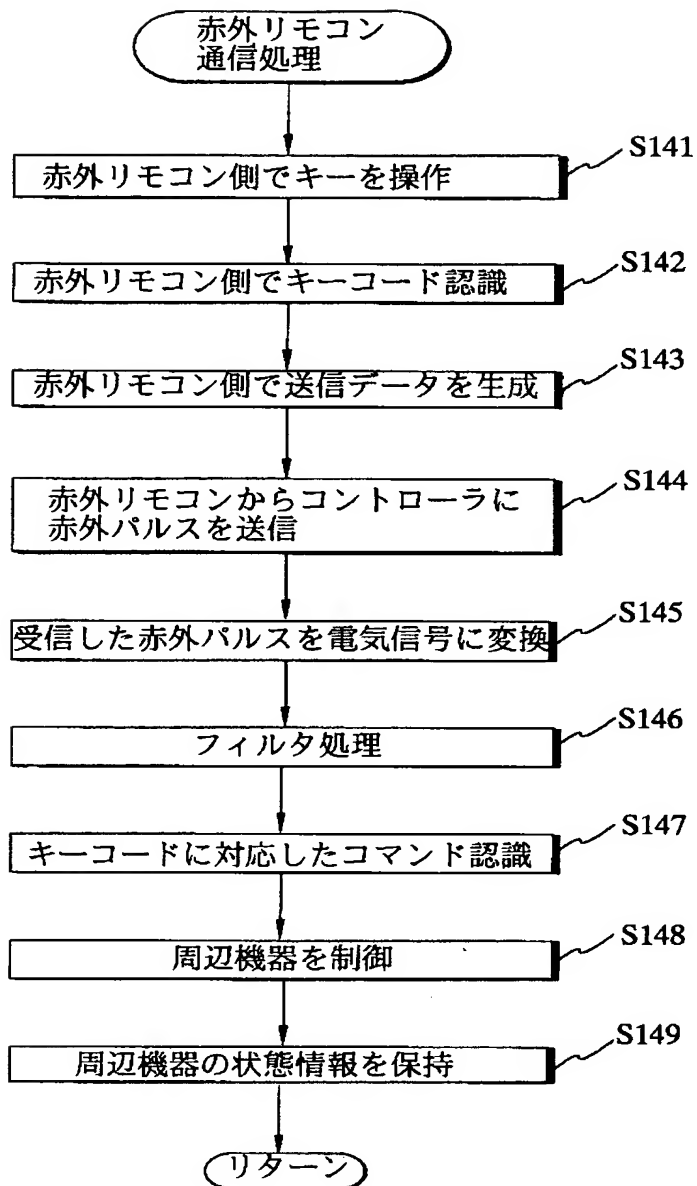 赤外リモコン
通信処理
S141
赤外リモコン側でキーを操作
S142
赤外リモコン側でキーコード認識
S143
赤外リモコン側で送信データを生成
S144
赤外リモコンからコントローラに
赤外パルスを送信
S145
受信した赤外パルスを電気信号に変換
S146
フィルタ処理
S147
キーコードに対応したコマンド認識
S148
周辺機器を制御
S149
周辺機器の状態情報を保持
リターン